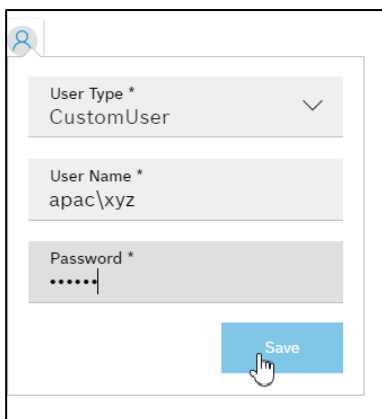 User Type *
CustomUser
User Name *
apac\xyz
Password *
••••••
Save